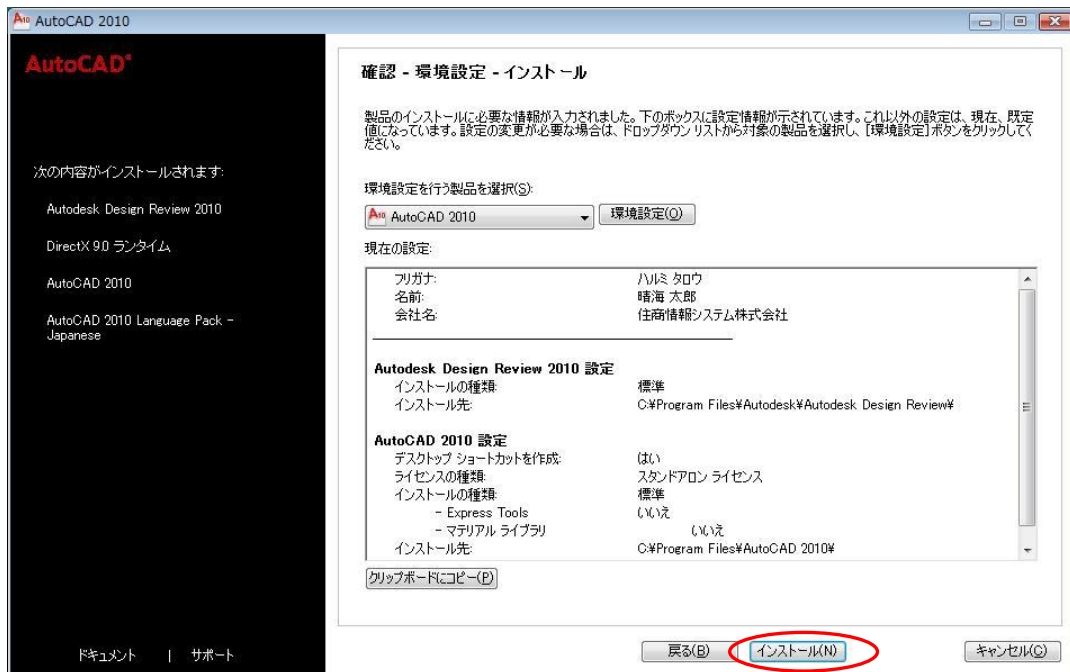 AutoCAD 2010
AutoCAD®
次の内容がインストールされます:
Autodesk Design Review 2010
DirectX 9.0 ランタイム
AutoCAD 2010
AutoCAD 2010 Language Pack -
Japanese
ドキュメント | サポート
確認 - 環境設定 - インストール
製品のインストールに必要な情報が入力されました。下のボックスに設定情報が示されています。これ以外の設定は、現在、既定
値になっています。設定の変更が必要な場合は、ドロップダウン リストから対象の製品を選択し、[環境設定]ボタンをクリックしてく
ださい。
環境設定を行う製品を選択(S):
AutoCAD 2010 環境設定(O)
現在の設定:
フリガナ: ハルミ タロウ
名前: 晴海 太郎
会社名: 住商情報システム株式会社
Autodesk Design Review 2010 設定
インストールの種類: 標準
インストール先: C:¥Program Files¥Autodesk¥Autodesk Design Review¥
AutoCAD 2010 設定
デスクトップ ショートカットを作成: はい
ライセンスの種類: スタンドアロン ライセンス
インストールの種類: 標準
- Express Tools いいえ
- マテリアル ライブラリ いいえ
インストール先: C:¥Program Files¥AutoCAD 2010¥
クリップボードにコピー(P)
戻る(B) インストール(N) キャンセル(C)